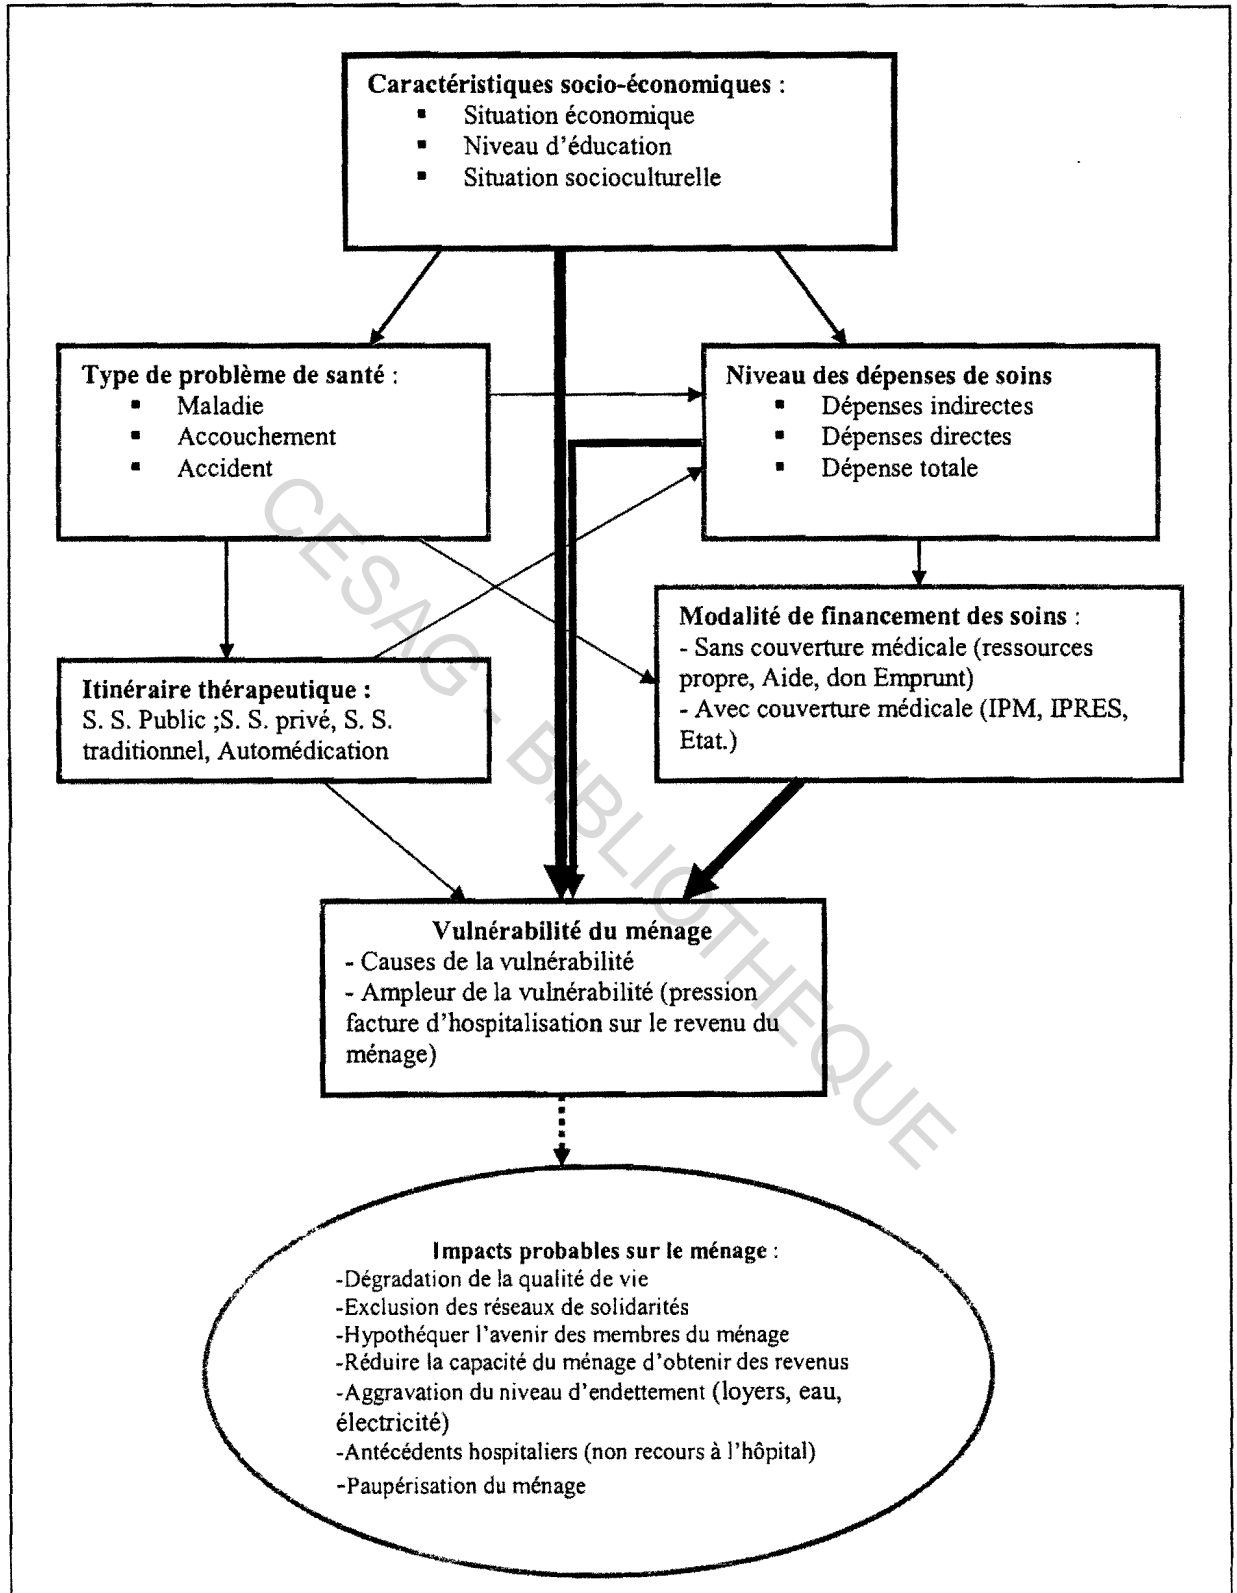 Caractéristiques socio-économiques :
▪ Situation économique
▪ Niveau d'éducation
▪ Situation socioculturelle
Type de problème de santé :
▪ Maladie
▪ Accouchement
▪ Accident
Niveau des dépenses de soins
▪ Dépenses indirectes
▪ Dépenses directes
▪ Dépense totale
Itinéraire thérapeutique :
S. S. Public ;S. S. privé, S. S.
traditionnel, Automédication
Modalité de financement des soins :
- Sans couverture médicale (ressources
propre, Aide, don Emprunt)
- Avec couverture médicale (IPM, IPRES,
Etat.)
Vulnérabilité du ménage
- Causes de la vulnérabilité
- Ampleur de la vulnérabilité (pression
facture d'hospitalisation sur le revenu du
ménage)
Impacts probables sur le ménage :
-Dégradation de la qualité de vie
-Exclusion des réseaux de solidarités
-Hypothéquer l'avenir des membres du ménage
-Réduire la capacité du ménage d'obtenir des revenus
-Aggravation du niveau d'endettement (loyers, eau,
électricité)
-Antécédents hospitaliers (non recours à l'hôpital)
-Paupérisation du ménage
CESAG - BIBLIOTHEQUE